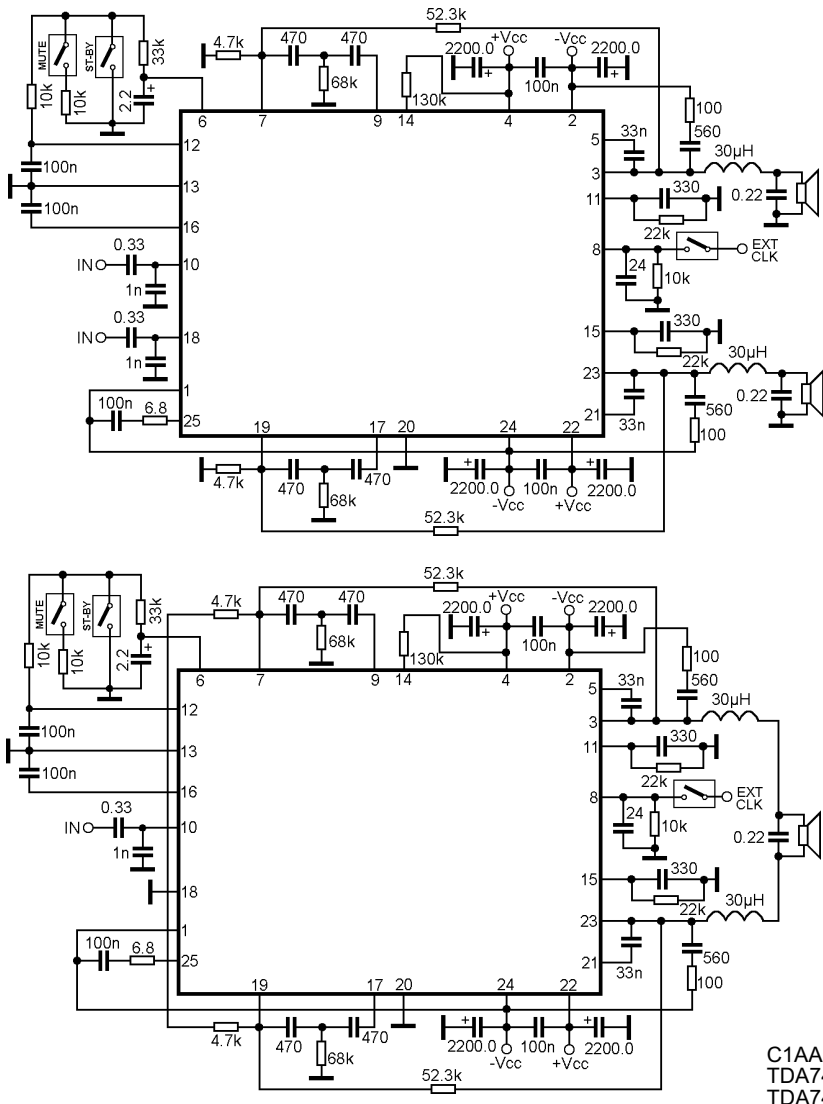 52.3k
4.7k 470 470 +Vcc -Vcc
2200.0 2200.0
MUTE ST-BY 33k
68k 100n
10k 10k 2.2 130k 100
6 7 9 14 4 2
560
5 33n 30µH
12
100n 3
13 11 330 0.22
100n
16 22k
0.33 8 EXT
CLK
IN 10 24
1n 10k
0.33
IN 18 15 330
1n 22k 30µH
1 23
100n 6.8 0.22
25 21 560
19 17 20 24 22 33n
100
4.7k 470 470 2200.0 100n 2200.0
68k -Vcc +Vcc
52.3k
52.3k
4.7k 470 470 +Vcc -Vcc
2200.0 2200.0
MUTE ST-BY 33k
68k 100n
10k 10k 2.2 130k 100
6 7 9 14 4 2
560
5 33n 30µH
12
100n 3
13 11 330
100n
16 22k
0.33 8 EXT
CLK
IN 10 24 10k 0.22
1n
330
18 15
22k 30µH
1 23
100n 6.8
25 21 560
33n
19 17 20 24 22 100
4.7k 470 470 2200.0 100n 2200.0
68k -Vcc +Vcc
52.3k
C1AA
TDA74
TDA74